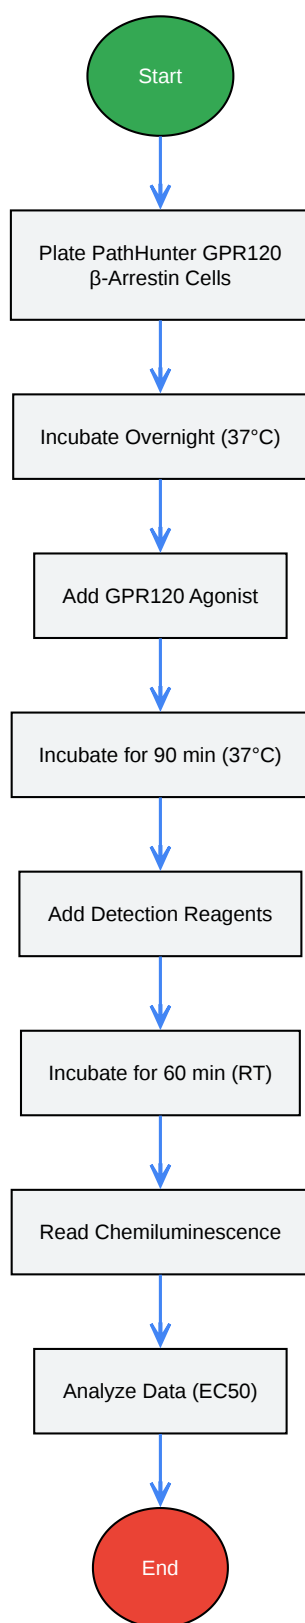 Start
Plate PathHunter GPR120
β-Arrestin Cells
Incubate Overnight (37°C)
Add GPR120 Agonist
Incubate for 90 min (37°C)
Add Detection Reagents
Incubate for 60 min (RT)
Read Chemiluminescence
Analyze Data (EC50)
End